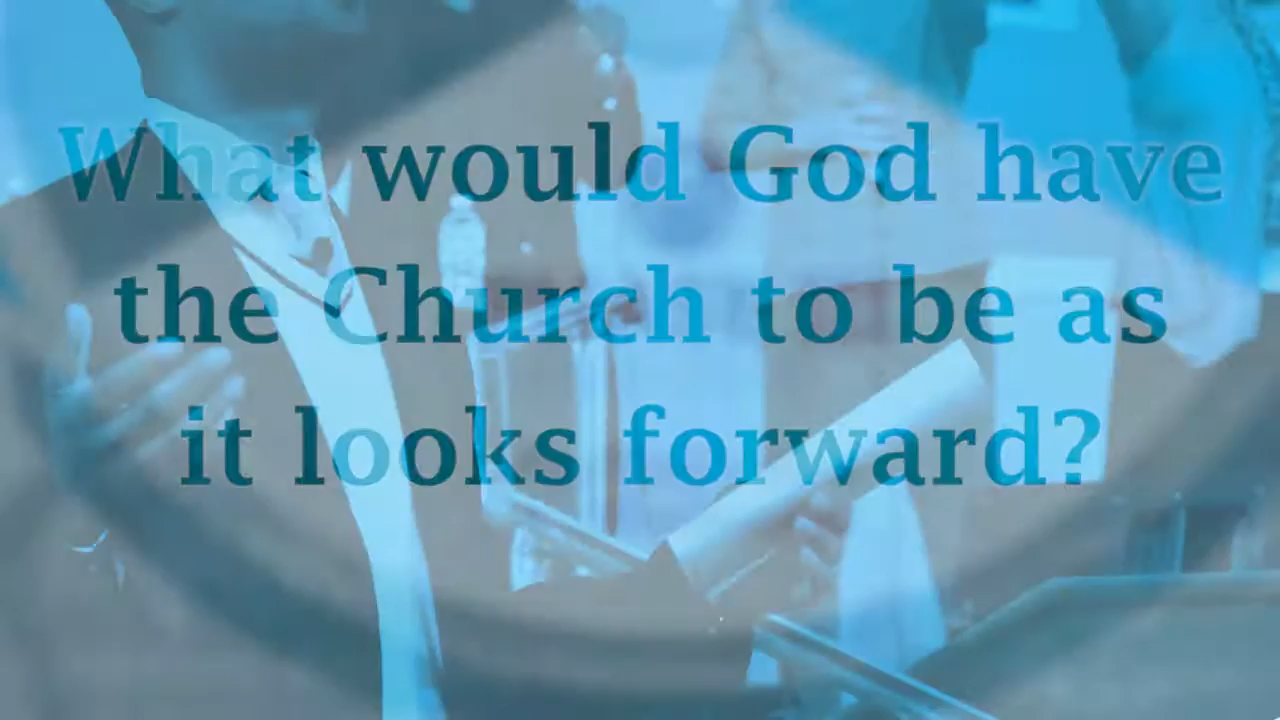 What would God have
the Church to be as
it looks forward?